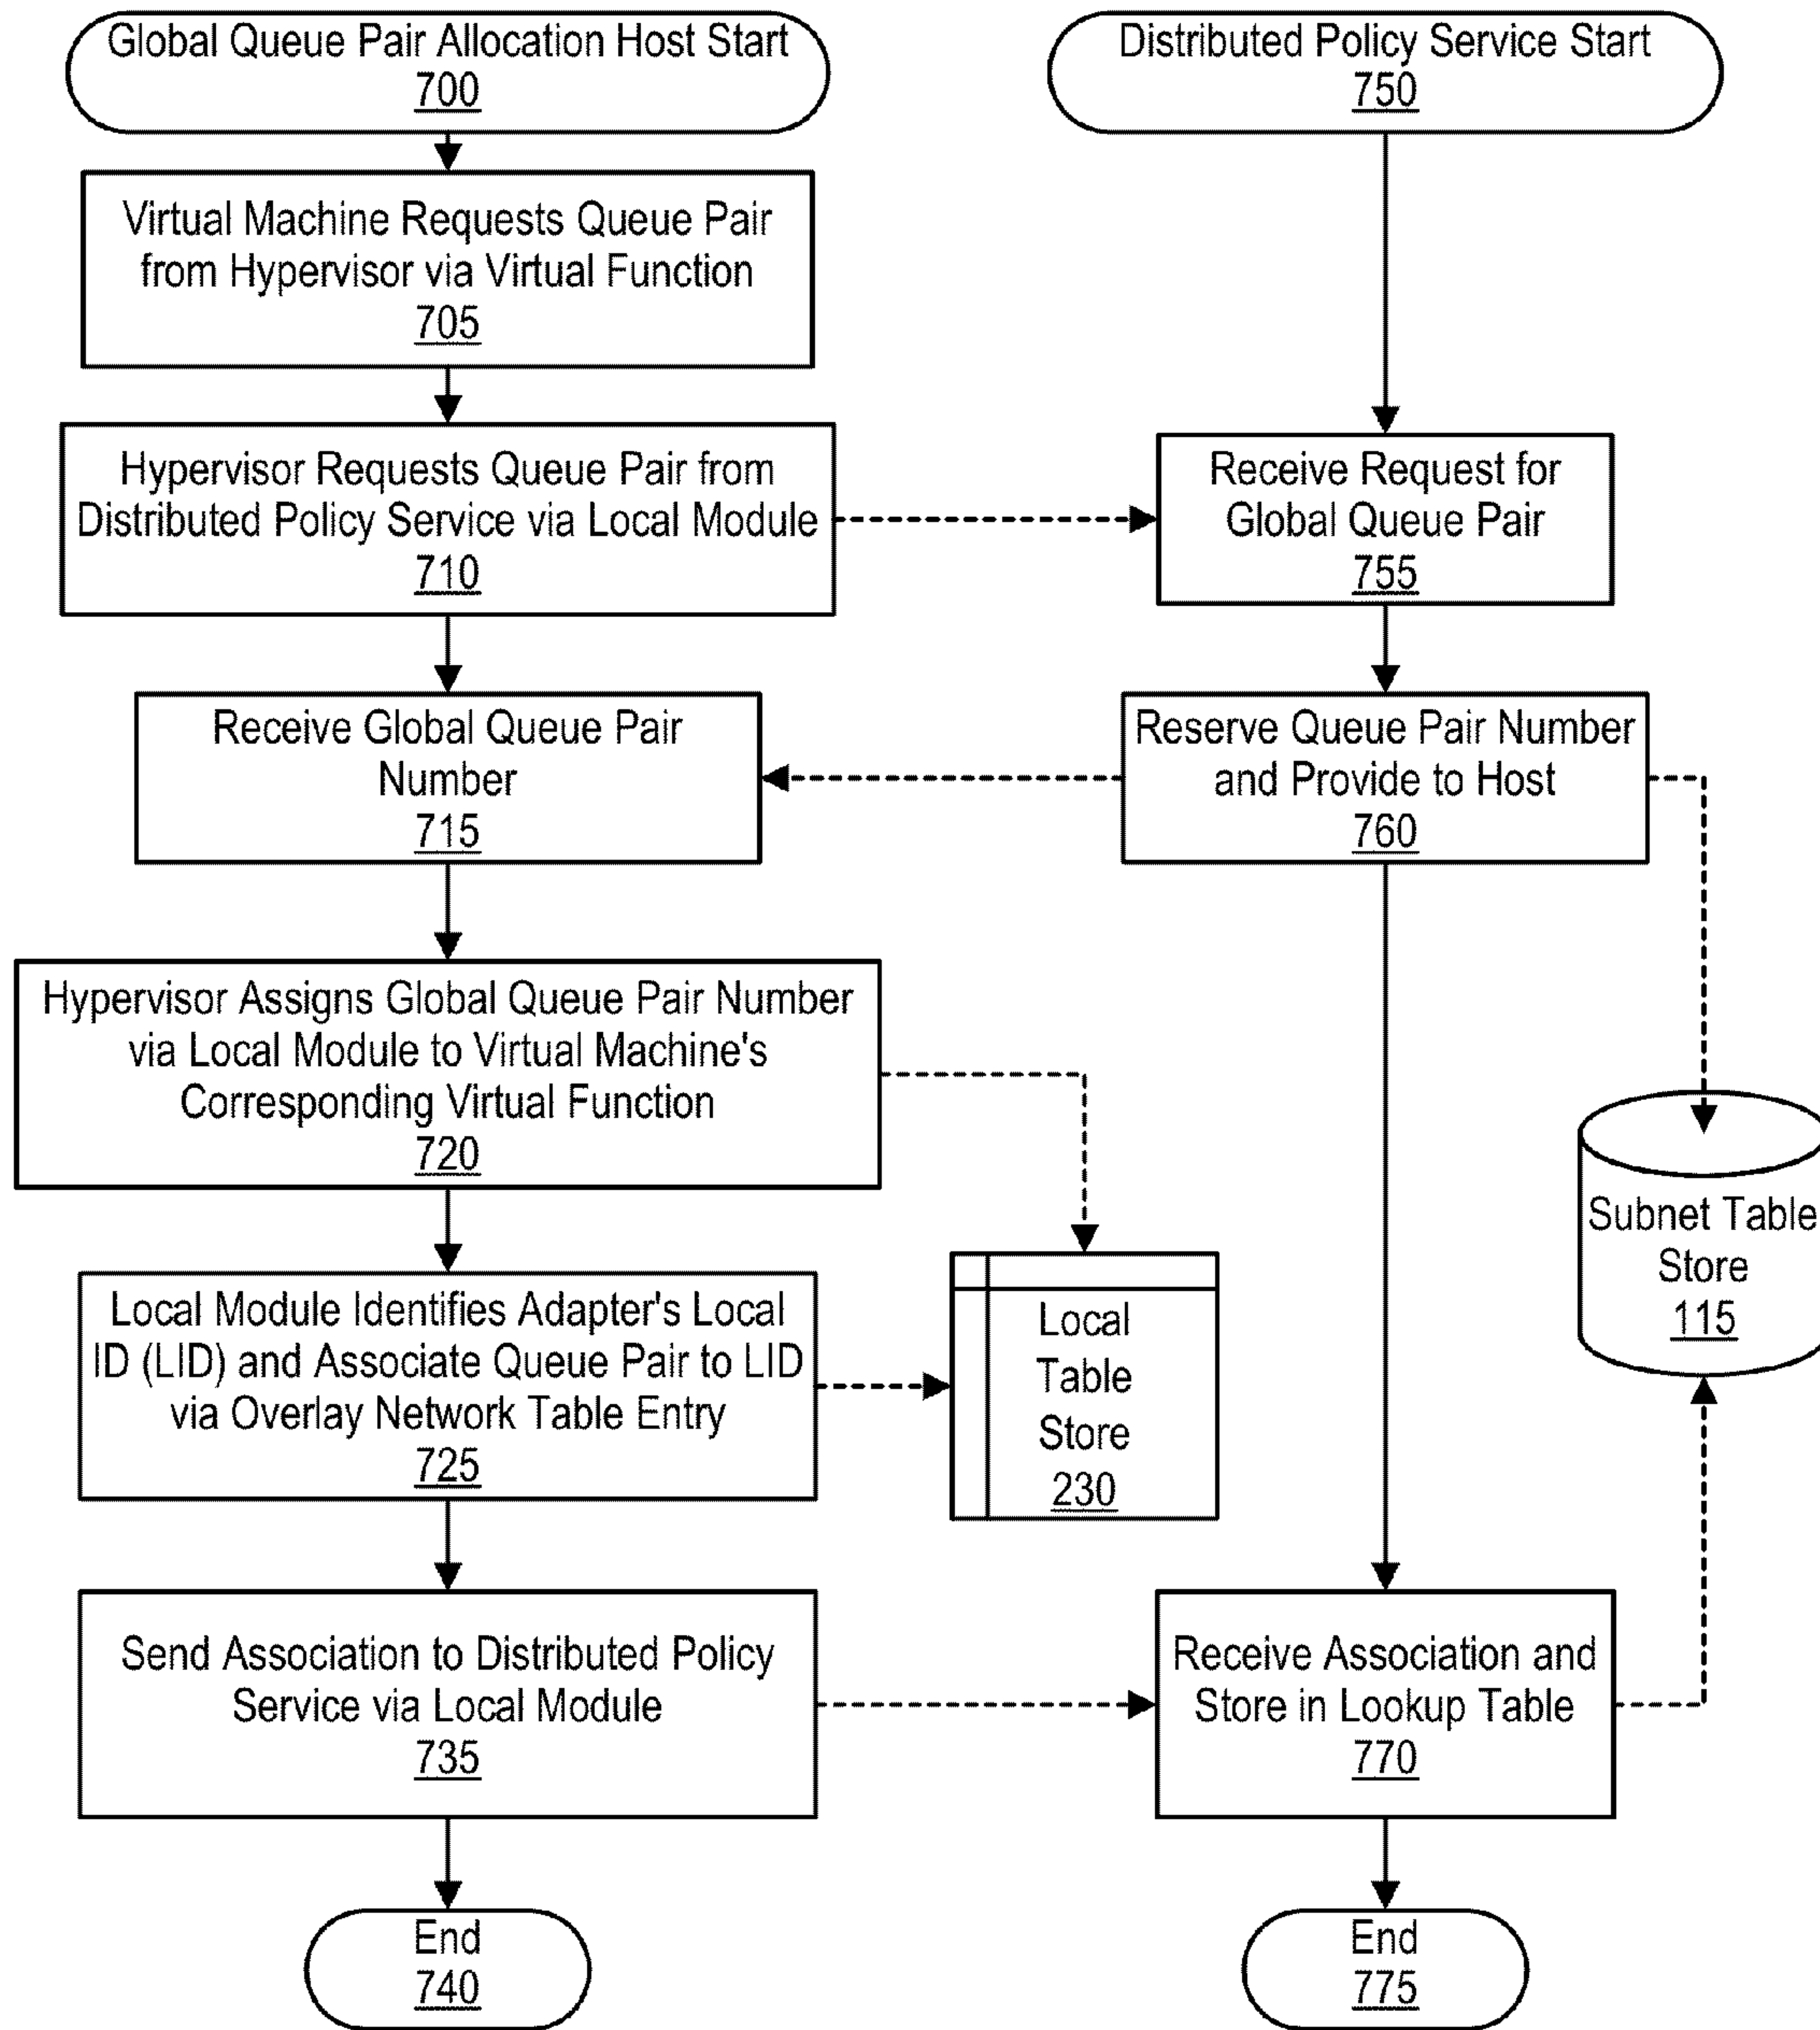 Global Queue Pair Allocation Host Start
700
Virtual Machine Requests Queue Pair
from Hypervisor via Virtual Function
705
Hypervisor Requests Queue Pair from
Distributed Policy Service via Local Module
710
Receive Global Queue Pair
Number
715
Hypervisor Assigns Global Queue Pair Number
via Local Module to Virtual Machine's
Corresponding Virtual Function
720
Local Module Identifies Adapter's Local
ID (LID) and Associate Queue Pair to LID
via Overlay Network Table Entry
725
Send Association to Distributed Policy
Service via Local Module
735
End
740
Distributed Policy Service Start
750
Receive Request for
Global Queue Pair
755
Reserve Queue Pair Number
and Provide to Host
760
Subnet Table
Store
115
Local
Table
Store
230
Receive Association and
Store in Lookup Table
770
End
775